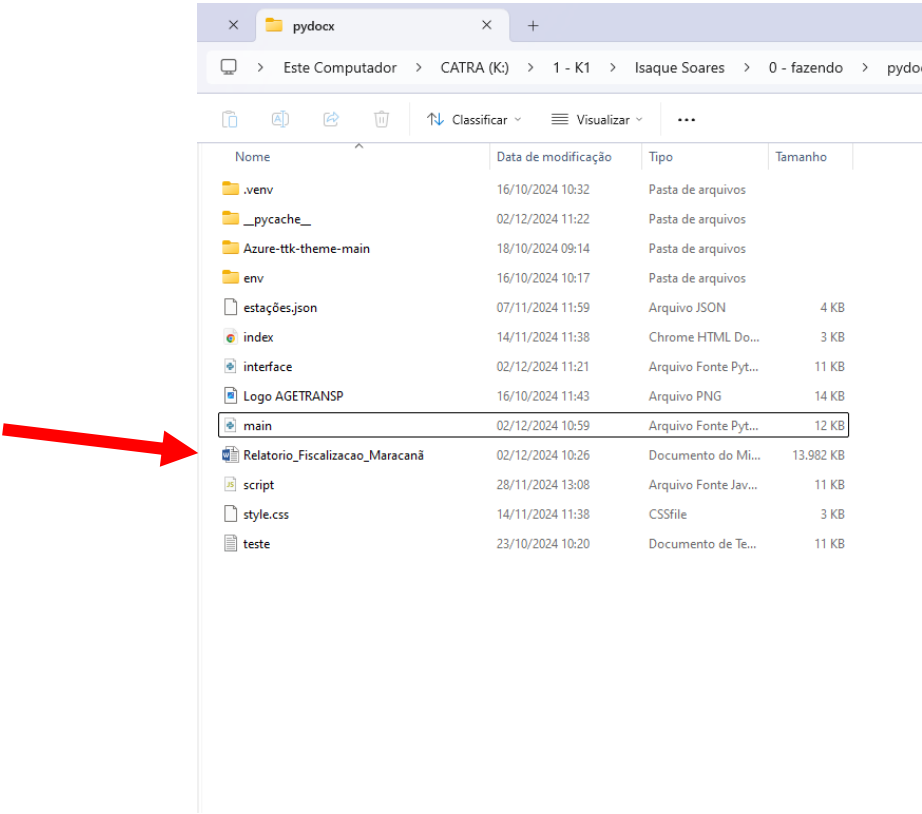 pydocx
Este Computador > CATRA (K:) > 1 - K1 > Isaque Soares > 0 - fazendo >
Classificar Visualizar ...
Nome Data de modificação Tipo Tamanho
.venv 16/10/2024 10:32 Pasta de arquivos
__pycache__ 02/12/2024 11:22 Pasta de arquivos
Azure-ttk-theme-main 18/10/2024 09:14 Pasta de arquivos
env 16/10/2024 10:17 Pasta de arquivos
estações.json 07/11/2024 11:59 Arquivo JSON 4 KB
index 14/11/2024 11:38 Chrome HTML Do... 3 KB
interface 02/12/2024 11:21 Arquivo Fonte Pyt... 11 KB
Logo AGETRANSP 16/10/2024 11:43 Arquivo PNG 14 KB
main 02/12/2024 10:59 Arquivo Fonte Pyt... 12 KB
Relatorio_Fiscalizacao_Maracanã 02/12/2024 10:26 Documento do Mi... 13.982 KB
script 28/11/2024 13:08 Arquivo Fonte Jav... 11 KB
style.css 14/11/2024 11:38 CSSfile 3 KB
teste 23/10/2024 10:20 Documento de Te... 11 KB